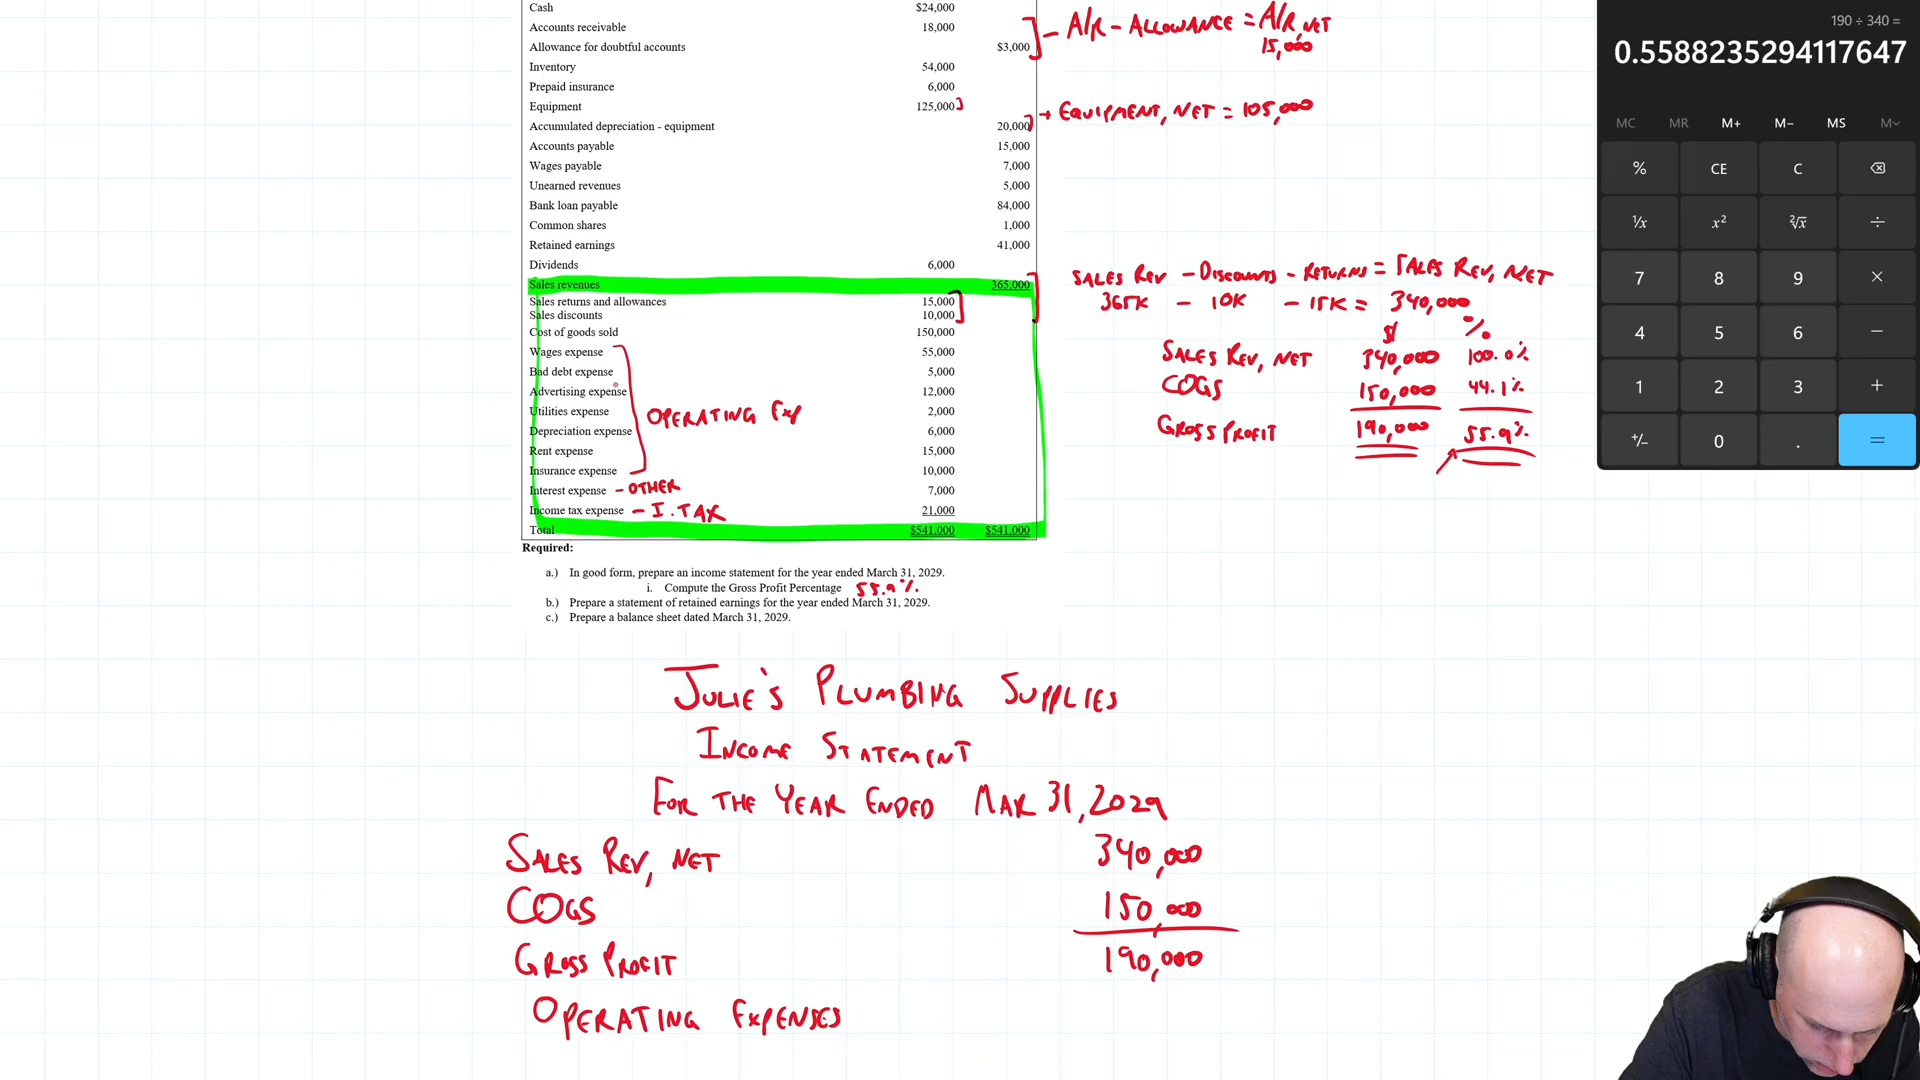 Cash $24,000
Accounts receivable 18,000
Allowance for doubtful accounts $3,000
Inventory 54,000
Prepaid insurance 6,000
Equipment 125,000
Accumulated depreciation - equipment 20,000
Accounts payable 15,000
Wages payable 7,000
Unearned revenues 5,000
Bank loan payable 84,000
Common shares 1,000
Retained earnings 41,000
Dividends 6,000
Sales revenues 365,000
Sales returns and allowances 15,000
Sales discounts 10,000
Cost of goods sold 150,000
Wages expense 55,000
Bad debt expense 5,000
Advertising expense 12,000
Utilities expense 2,000
Depreciation expense 6,000
Rent expense 15,000
Insurance expense 10,000
Interest expense 7,000
Income tax expense 21,000
Total $541,000 $541,000
OPERATING EXP
- OTHER
- I. TAX
- A/R - ALLOWANCE = A/R, NET
15,000
→ EQUIPMENT, NET = 105,000
SALES REV - DISCOUNTS - RETURNS = SALES REV, NET
365K - 10K - 15K = 340,000
$ %
SALES REV, NET 340,000 100.0%
COGS 150,000 44.1%
GROSS PROFIT 190,000 55.9%
Required:
a.) In good form, prepare an income statement for the year ended March 31, 2029.
i. Compute the Gross Profit Percentage 55.9%
b.) Prepare a statement of retained earnings for the year ended March 31, 2029.
c.) Prepare a balance sheet dated March 31, 2029.
JULIE'S PLUMBING SUPPLIES
INCOME STATEMENT
FOR THE YEAR ENDED MAR 31, 2029
SALES REV, NET 340,000
COGS 150,000
GROSS PROFIT 190,000
OPERATING EXPENSES
190 ÷ 340 =
0.5588235294117647
MC MR M+ M− MS M˅
% CE C ⌫
⅟x x² ²√x ÷
7 8 9 ×
4 5 6 −
1 2 3 +
+/− 0 . =